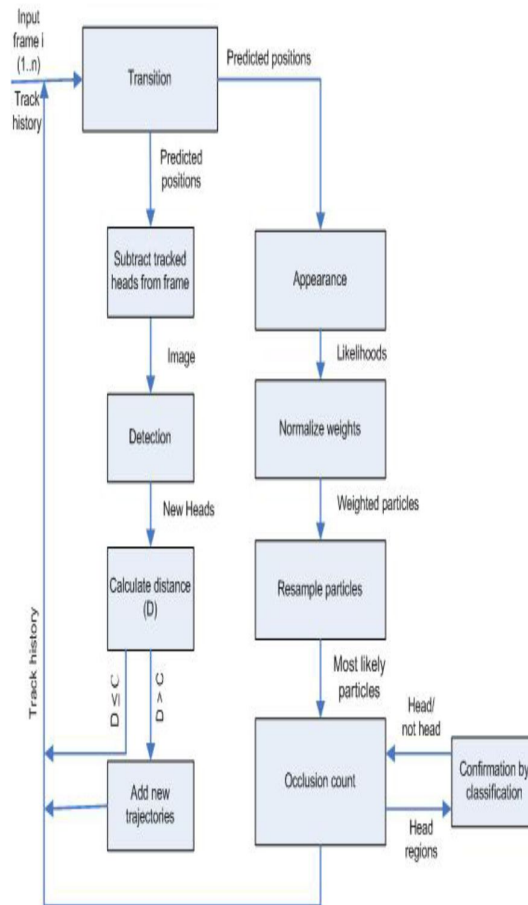 Input
frame i
(1..n)
Track
history
Transition
Predicted positions
Predicted
positions
Subtract tracked
heads from frame
Appearance
Image
Likelihoods
Detection
Normalize weights
New Heads
Weighted particles
Calculate distance
(D)
Resample particles
Track history
D ≤ C
D > C
Most likely
particles
Head/
not head
Add new
trajectories
Occlusion count
Confirmation by
classification
Head
regions